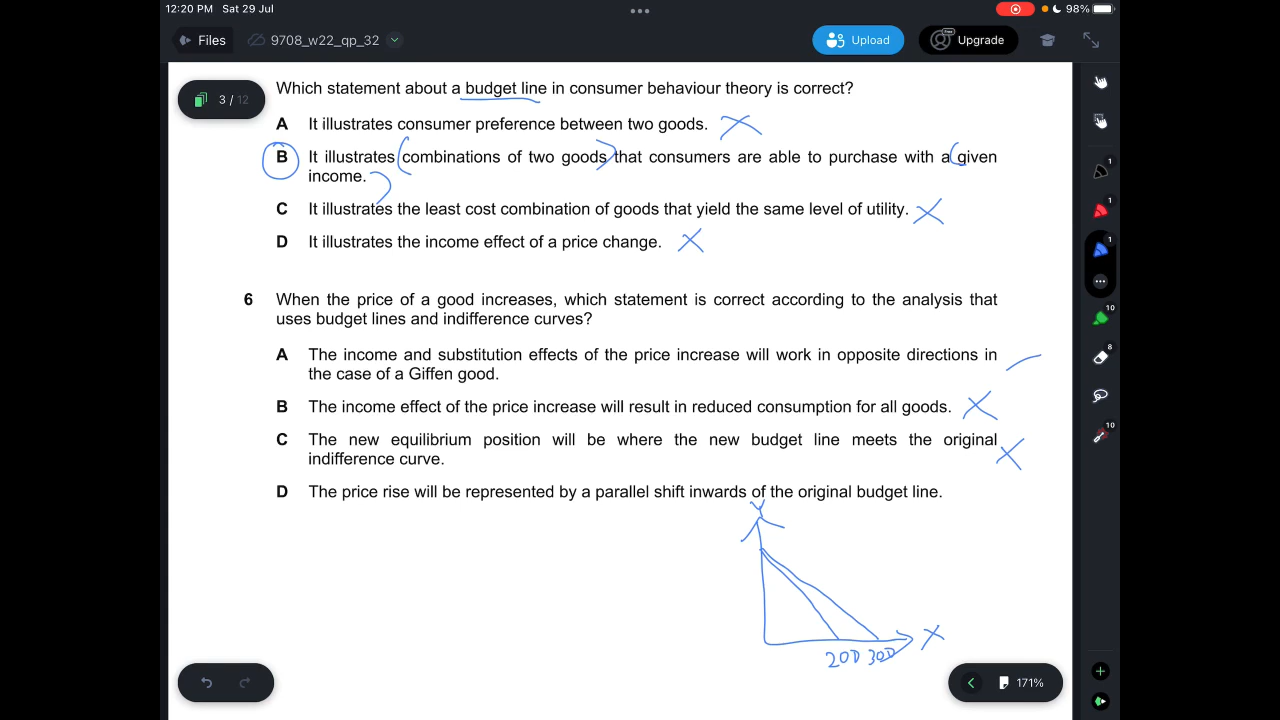 12:20 PM Sat 29 Jul
98%
Files
9708_w22_qp_32
Upload
Free
Upgrade
3 / 12
Which statement about a budget line in consumer behaviour theory is correct?
A It illustrates consumer preference between two goods.
B It illustrates combinations of two goods that consumers are able to purchase with a given
income.
C It illustrates the least cost combination of goods that yield the same level of utility.
D It illustrates the income effect of a price change.
6 When the price of a good increases, which statement is correct according to the analysis that
uses budget lines and indifference curves?
A The income and substitution effects of the price increase will work in opposite directions in
the case of a Giffen good.
B The income effect of the price increase will result in reduced consumption for all goods.
C The new equilibrium position will be where the new budget line meets the original
indifference curve.
D The price rise will be represented by a parallel shift inwards of the original budget line.
Y
X
200 300
171%
1
1
1
10
8
10